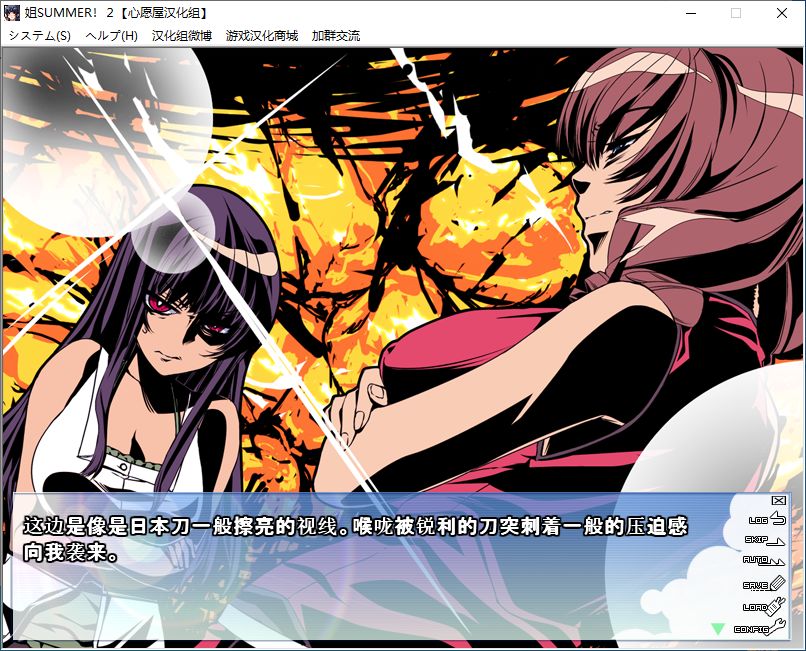 姐SUMMER! 2【心愿屋汉化组】
システム(S) ヘルプ(H) 汉化组微博 游戏汉化商城 加群交流
这边是像是日本刀一般擦亮的视线。喉咙被锐利的刀突刺着一般的压迫感
向我袭来。
LOG
SKIP
AUTO
SAVE
LOAD
CONFIG